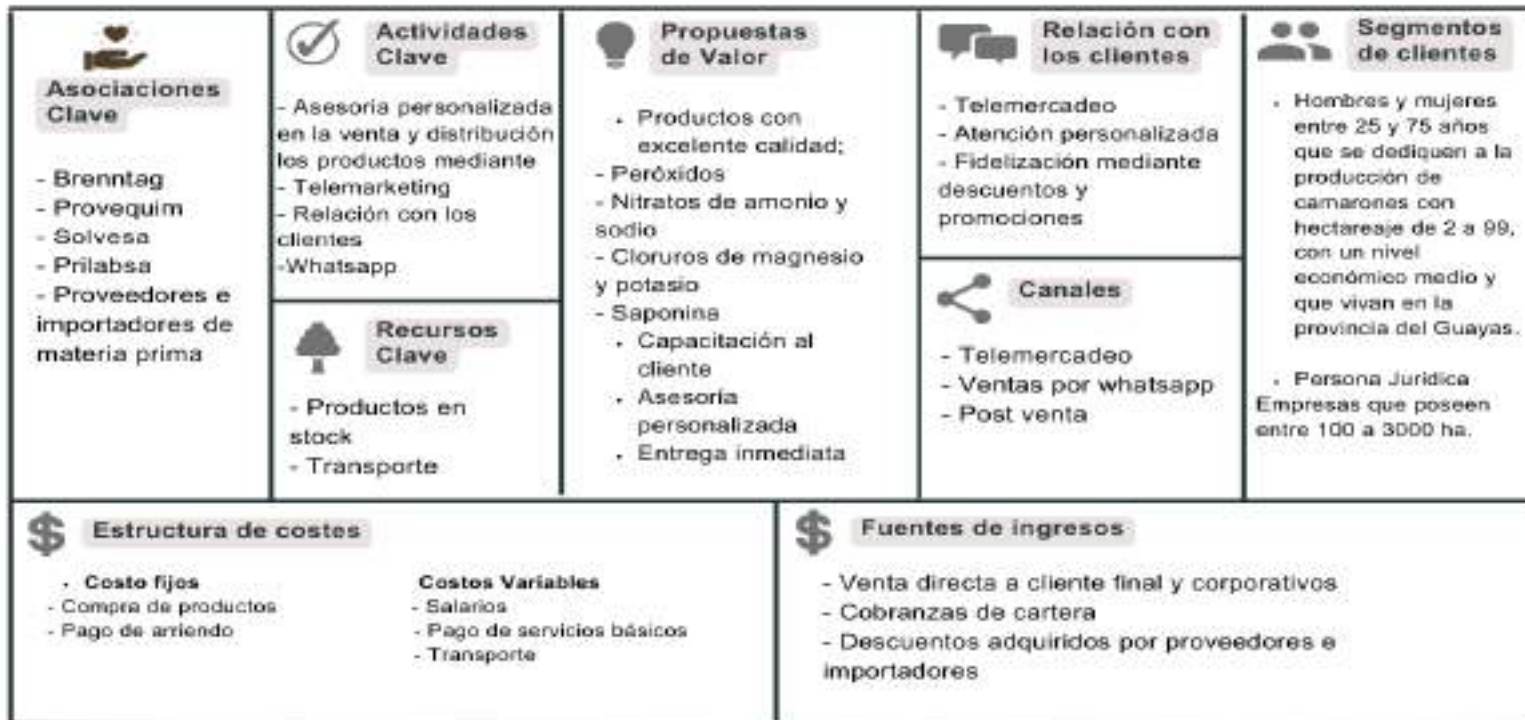 Asociaciones
Clave
- Brenntag
- Provequim
- Solvesa
- Prilabsa
- Proveedores e
importadores de
materia prima
Actividades
Clave
- Asesoría personalizada
en la venta y distribución
los productos mediante
- Telemarketing
- Relación con los
clientes
-Whatsapp
Recursos
Clave
- Productos en
stock
- Transporte
Propuestas
de Valor
. Productos con
excelente calidad;
- Peróxidos
- Nitratos de amonio y
sodio
- Cloruros de magnesio
y potasio
- Saponina
. Capacitación al
cliente
. Asesoría
personalizada
. Entrega inmediata
Relación con
los clientes
- Telemercadeo
- Atención personalizada
- Fidelización mediante
descuentos y
promociones
Canales
- Telemercadeo
- Ventas por whatsapp
- Post venta
Segmentos
de clientes
. Hombres y mujeres
entre 25 y 75 años
que se dediquen a la
producción de
camarones con
hectareaje de 2 a 99,
con un nivel
económico medio y
que vivan en la
provincia del Guayas.
. Persona Jurídica
Empresas que poseen
entre 100 a 3000 ha.
$ Estructura de costes
. Costo fijos
- Compra de productos
- Pago de arriendo
Costos Variables
- Salarios
- Pago de servicios básicos
- Transporte
$ Fuentes de ingresos
- Venta directa a cliente final y corporativos
- Cobranzas de cartera
- Descuentos adquiridos por proveedores e
importadores